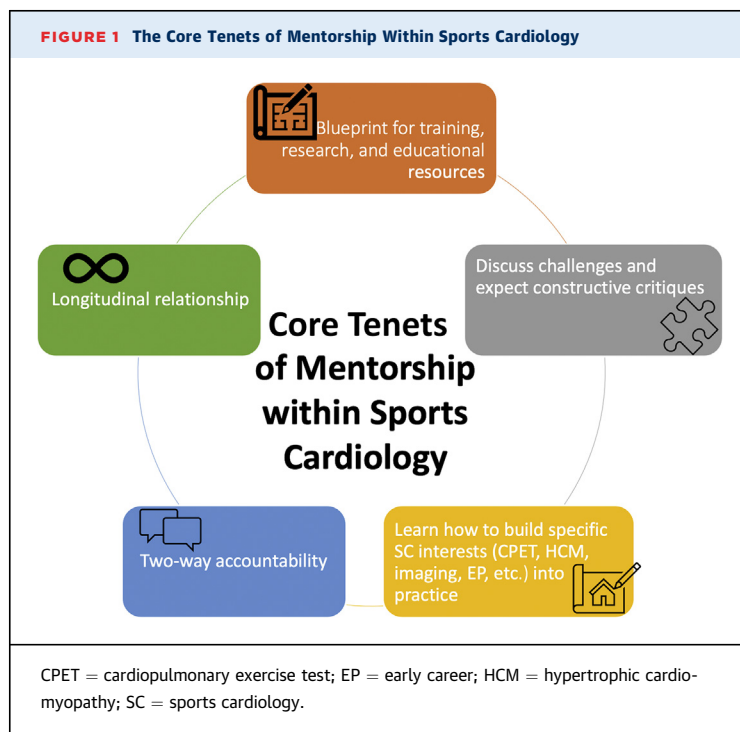 FIGURE 1 The Core Tenets of Mentorship Within Sports Cardiology
Blueprint for training,
research, and educational
resources
Discuss challenges and
expect constructive critiques
Longitudinal relationship
Core Tenets
of Mentorship
within Sports
Cardiology
Two-way accountability
Learn how to build specific
SC interests (CPET, HCM,
imaging, EP, etc.) into
practice
CPET = cardiopulmonary exercise test; EP = early career; HCM = hypertrophic cardio-
myopathy; SC = sports cardiology.